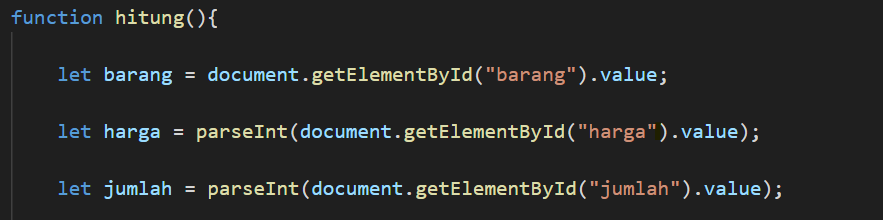 function hitung(){
let barang = document.getElementById("barang").value;
let harga = parseInt(document.getElementById("harga").value);
let jumlah = parseInt(document.getElementById("jumlah").value);